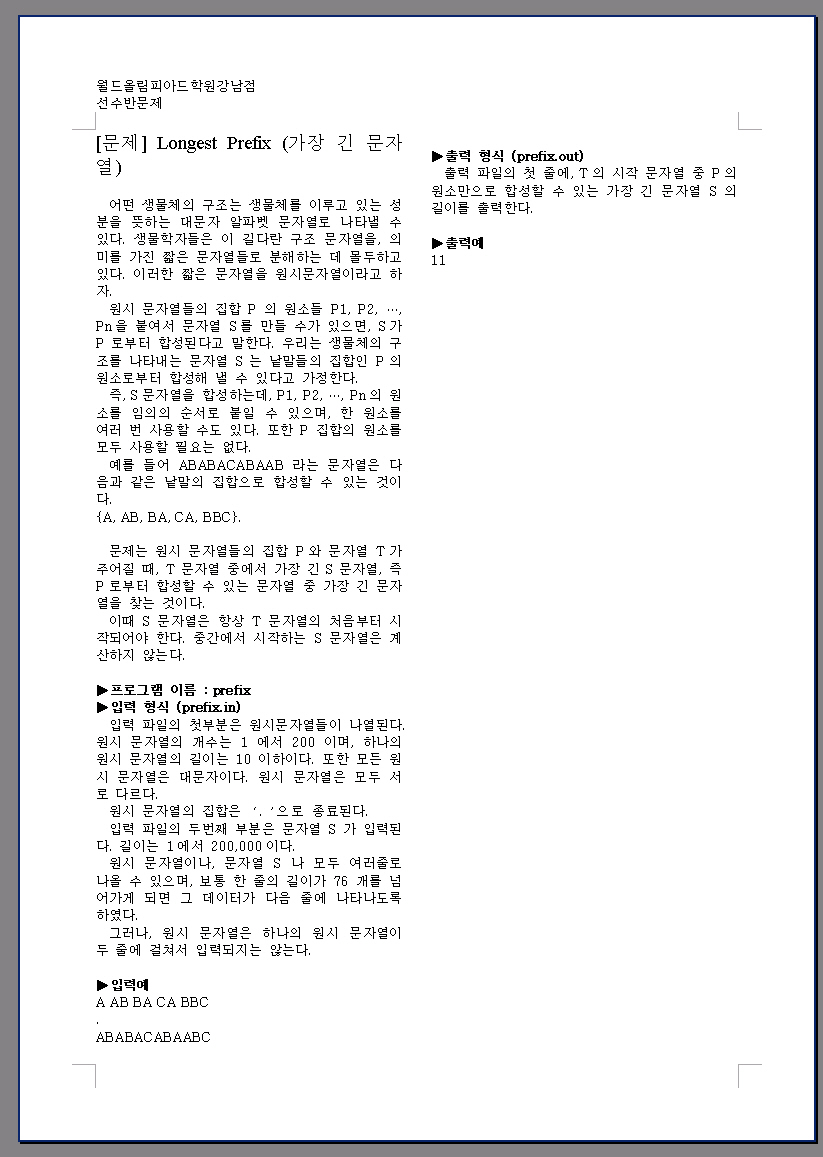 월드올림피아드학원강남점
선수반문제
[문제] Longest Prefix (가장 긴 문자
열)
어떤 생물체의 구조는 생물체를 이루고 있는 성
분을 뜻하는 대문자 알파벳 문자열로 나타낼 수
있다. 생물학자들은 이 길다란 구조 문자열을, 의
미를 가진 짧은 문자열들로 분해하는 데 몰두하고
있다. 이러한 짧은 문자열을 원시문자열이라고 하
자.
원시 문자열들의 집합 P 의 원소들 P1, P2, …,
Pn을 붙여서 문자열 S를 만들 수가 있으면, S가
P 로부터 합성된다고 말한다. 우리는 생물체의 구
조를 나타내는 문자열 S 는 낱말들의 집합인 P 의
원소로부터 합성해 낼 수 있다고 가정한다.
즉, S문자열을 합성하는데, P1, P2, …, Pn의 원
소를 임의의 순서로 붙일 수 있으며, 한 원소를
여러 번 사용할 수도 있다. 또한 P 집합의 원소를
모두 사용할 필요는 없다.
예를 들어 ABABACABAAB 라는 문자열은 다
음과 같은 낱말의 집합으로 합성할 수 있는 것이
다.
{A, AB, BA, CA, BBC}.
문제는 원시 문자열들의 집합 P와 문자열 T가
주어질 때, T 문자열 중에서 가장 긴 S 문자열, 즉
P로부터 합성할 수 있는 문자열 중 가장 긴 문자
열을 찾는 것이다.
이때 S 문자열은 항상 T 문자열의 처음부터 시
작되어야 한다. 중간에서 시작하는 S 문자열은 계
산하지 않는다.
▶프로그램 이름 : prefix
▶입력 형식 (prefix.in)
입력 파일의 첫부분은 원시문자열들이 나열된다.
원시 문자열의 개수는 1 에서 200 이며, 하나의
원시 문자열의 길이는 10 이하이다. 또한 모든 원
시 문자열은 대문자이다. 원시 문자열은 모두 서
로 다르다.
원시 문자열의 집합은 '.'으로 종료된다.
입력 파일의 두번째 부분은 문자열 S 가 입력된
다. 길이는 1에서 200,000이다.
원시 문자열이나, 문자열 S 나 모두 여러줄로
나올 수 있으며, 보통 한 줄의 길이가 76 개를 넘
어가게 되면 그 데이터가 다음 줄에 나타나도록
하였다.
그러나, 원시 문자열은 하나의 원시 문자열이
두 줄에 걸쳐서 입력되지는 않는다.
▶입력예
A AB BA CA BBC
.
ABABACABAABC
▶출력 형식 (prefix.out)
출력 파일의 첫 줄에, T의 시작 문자열 중 P의
원소만으로 합성할 수 있는 가장 긴 문자열 S 의
길이를 출력한다.
▶출력예
11